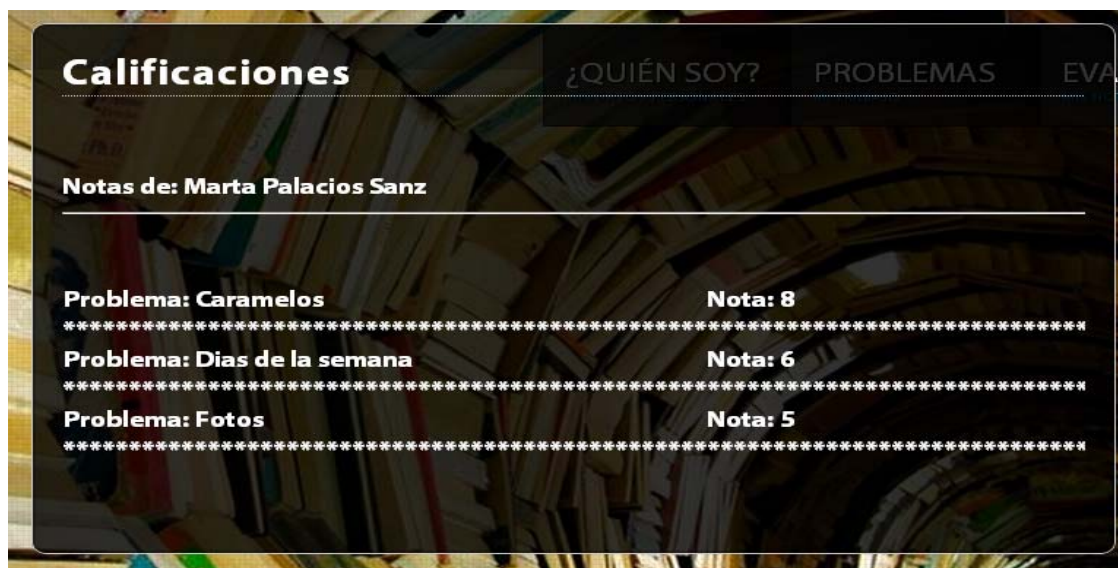 ¿QUIÉN SOY? PROBLEMAS EVA
Calificaciones
Notas de: Marta Palacios Sanz
Problema: Caramelos Nota: 8
******************************************************************************
Problema: Dias de la semana Nota: 6
******************************************************************************
Problema: Fotos Nota: 5
******************************************************************************